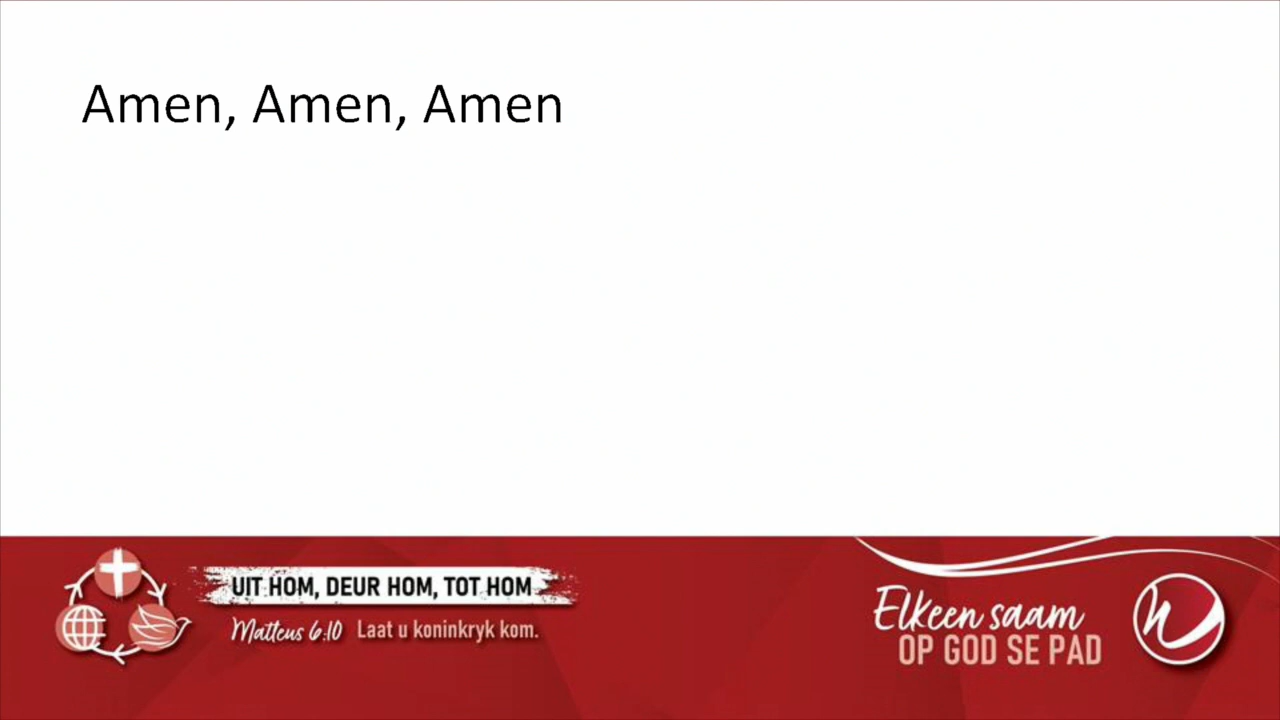 Amen, Amen, Amen
UIT HOM, DEUR HOM, TOT HOM
Matteus 6:10 Laat u koninkryk kom.
Elkeen saam
OP GOD SE PAD